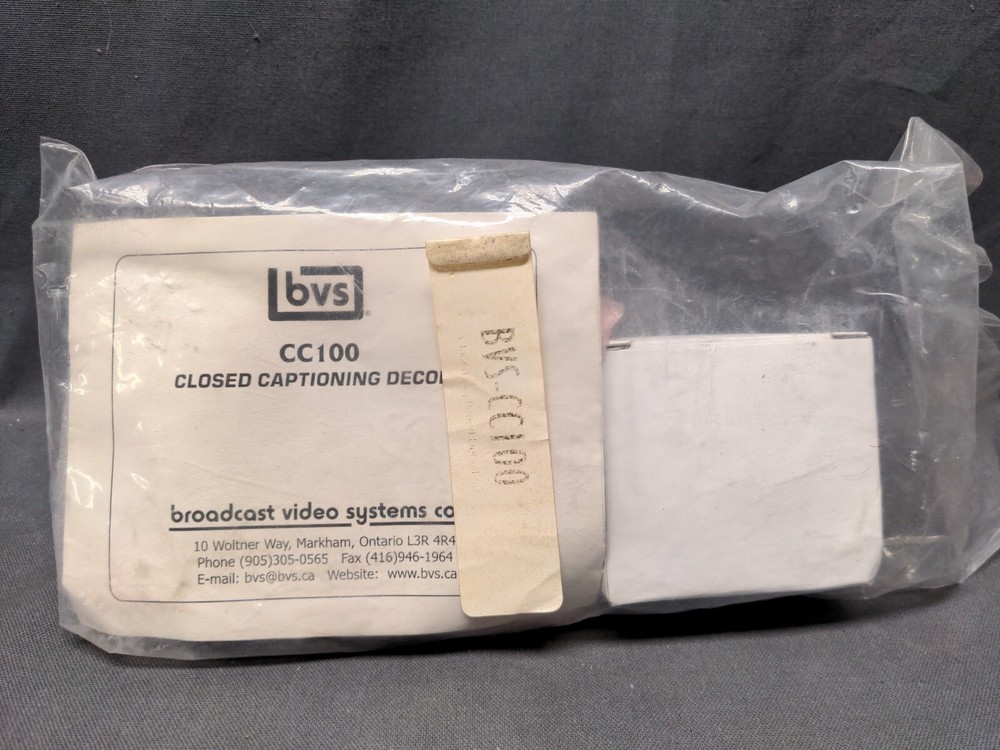 bvs
CC100
CLOSED CAPTIONING DECO
broadcast video systems co
10 Woltner Way, Markham, Ontario L3R 4R4
Phone (905)305-0565 Fax (416)946-1964
E-mail: bvs@bvs.ca Website: www.bvs.ca
BVS-CC100